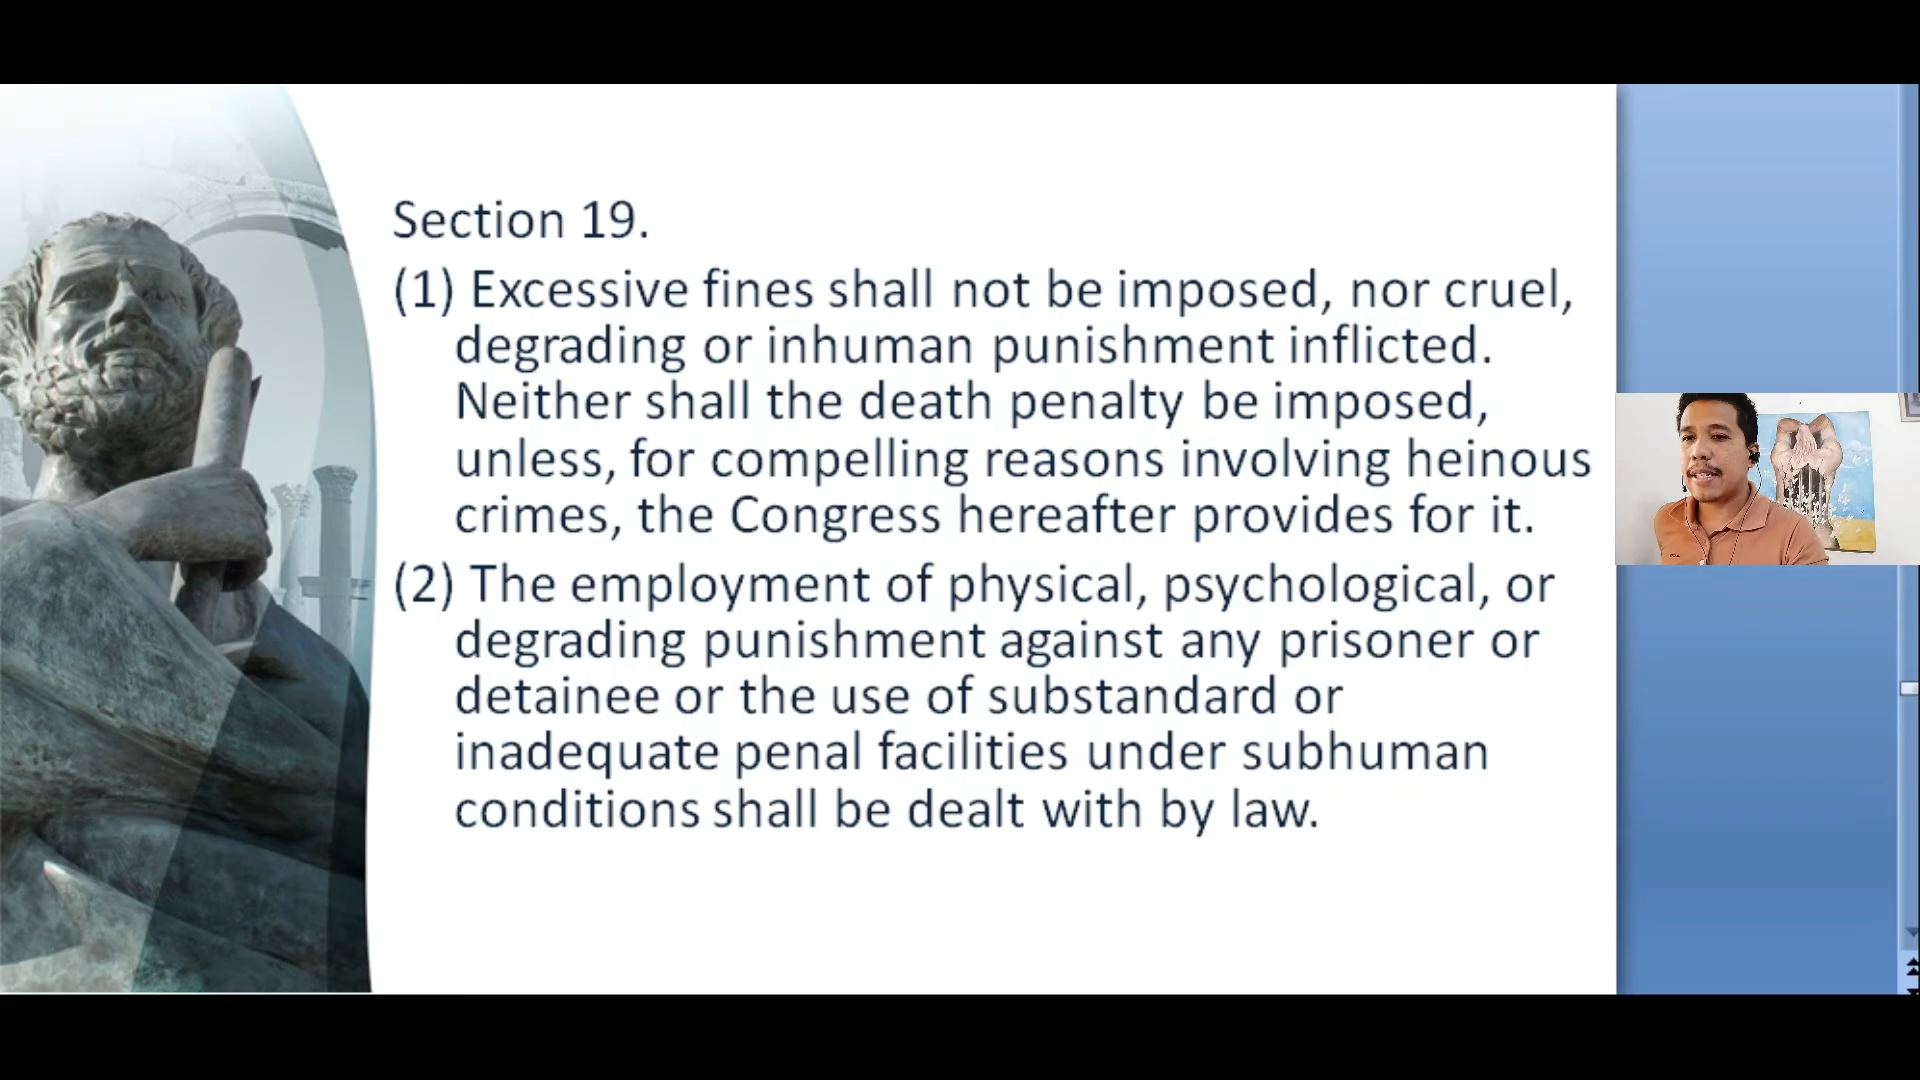 Section 19.
(1) Excessive fines shall not be imposed, nor cruel,
degrading or inhuman punishment inflicted.
Neither shall the death penalty be imposed,
unless, for compelling reasons involving heinous
crimes, the Congress hereafter provides for it.
(2) The employment of physical, psychological, or
degrading punishment against any prisoner or
detainee or the use of substandard or
inadequate penal facilities under subhuman
conditions shall be dealt with by law.